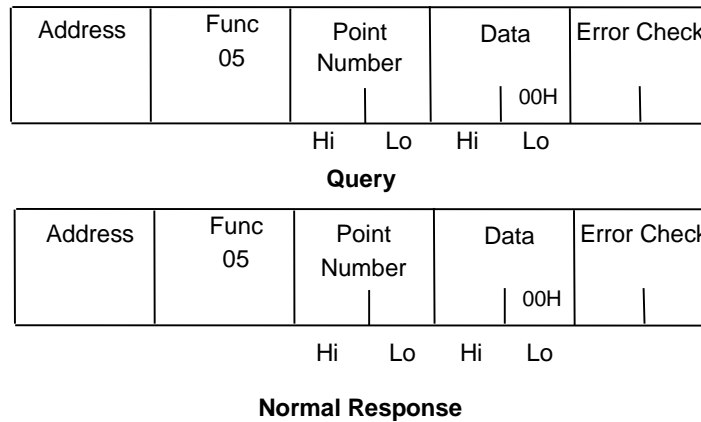 Address Func 05 Point Number Data Error Check
00H
Hi Lo Hi Lo
Query
Address Func 05 Point Number Data Error Check
00H
Hi Lo Hi Lo
Normal Response